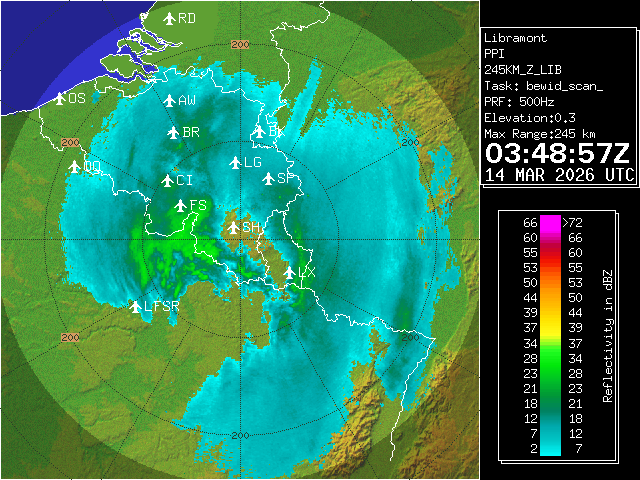 RD
200
OS
AW
BR
200
200
LG
CI
SP
FS
SH
LX
LFSR
200
200
200
Libramont
PPI
245KM_Z_LIB
Task: bewid_scan_
PRF: 500Hz
Elevation:0.3
Max Range:245 km
03:48:57Z
14 MAR 2026 UTC
66 >72
60 66
55 60
53 55
50 53
44 50
39 44
37 39
34 37
28 34
23 28
21 23
18 21
12 18
7 12
2 7
Reflectivity in dBZ